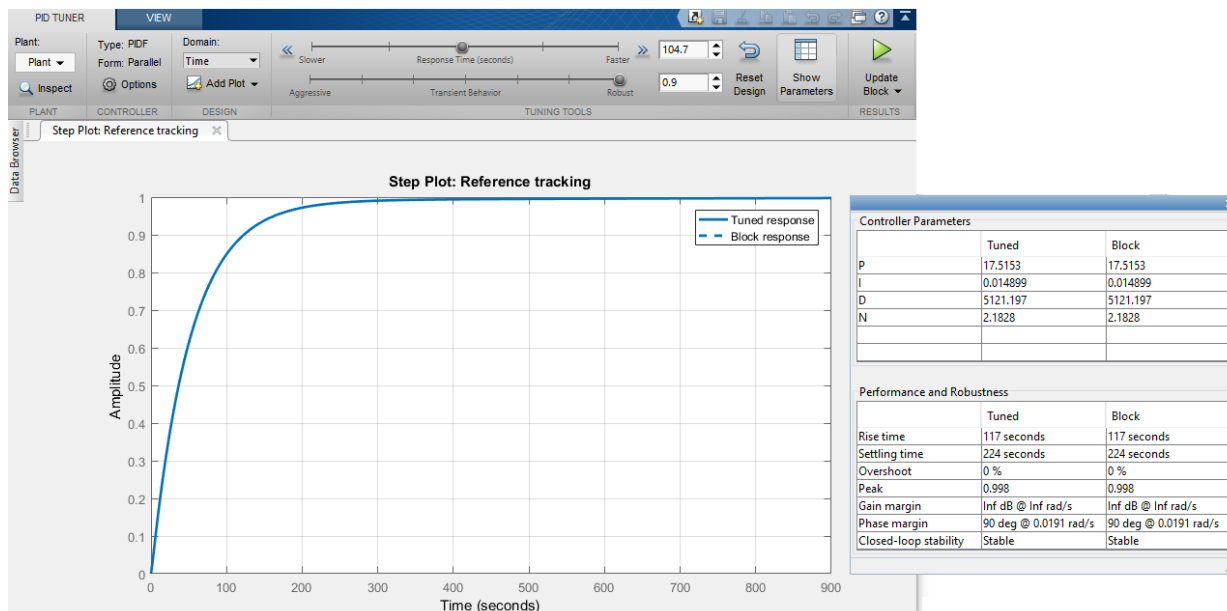 PID TUNER
VIEW
Plant:
Plant
Inspect
PLANT
Type: PIDF
Form: Parallel
Options
CONTROLLER
Domain:
Time
Add Plot
DESIGN
Slower
Response Time (seconds)
Faster
104.7
Aggressive
Transient Behavior
Robust
0.9
Reset
Design
Show
Parameters
TUNING TOOLS
Update
Block
RESULTS
Data Browser
Step Plot: Reference tracking
Step Plot: Reference tracking
Tuned response
Block response
Amplitude
1
0.9
0.8
0.7
0.6
0.5
0.4
0.3
0.2
0.1
0
0 100 200 300 400 500 600 700 800 900
Time (seconds)
Controller Parameters
Tuned Block
P 17.5153 17.5153
I 0.014899 0.014899
D 5121.197 5121.197
N 2.1828 2.1828
Performance and Robustness
Tuned Block
Rise time 117 seconds 117 seconds
Settling time 224 seconds 224 seconds
Overshoot 0 % 0 %
Peak 0.998 0.998
Gain margin Inf dB @ Inf rad/s Inf dB @ Inf rad/s
Phase margin 90 deg @ 0.0191 rad/s 90 deg @ 0.0191 rad/s
Closed-loop stability Stable Stable